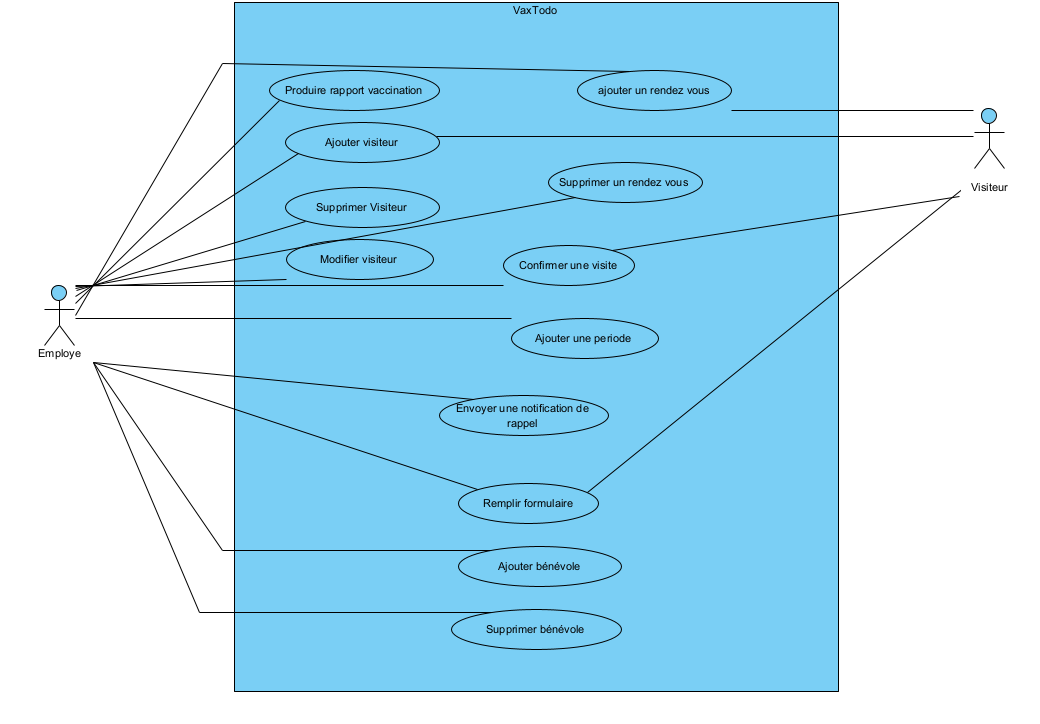 VaxTodo
Produire rapport vaccination
ajouter un rendez vous
Ajouter visiteur
Visiteur
Supprimer un rendez vous
Supprimer Visiteur
Modifier visiteur
Confirmer une visite
Ajouter une periode
Employe
Envoyer une notification de
rappel
Remplir formulaire
Ajouter bénévole
Supprimer bénévole